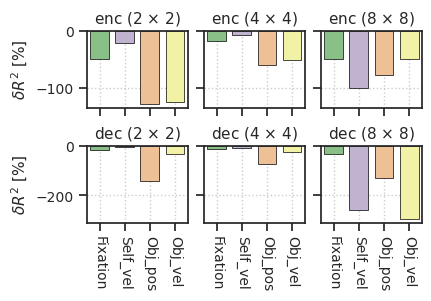 enc (2 × 2) enc (4 × 4) enc (8 × 8)
0
−100
δR² [%]
dec (2 × 2) dec (4 × 4) dec (8 × 8)
0
−200
δR² [%]
Fixation Self_vel Obj_pos Obj_vel Fixation Self_vel Obj_pos Obj_vel Fixation Self_vel Obj_pos Obj_vel